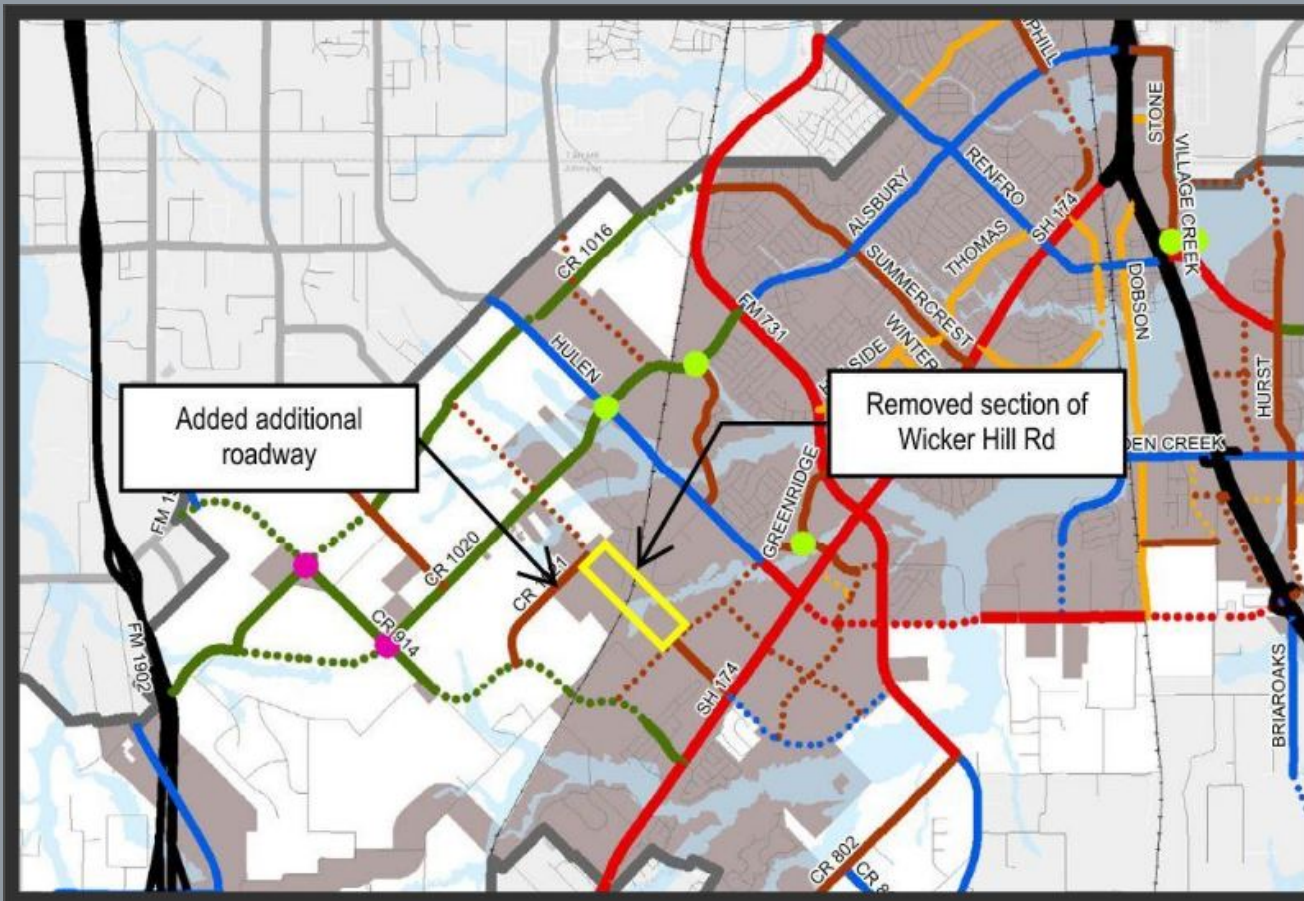 STONE
VILLAGE CREEK
RENFRO
ALSBURY
SH 174
THOMAS
CR 1016
SUMMERCREST
DOBSON
FM 731
HULEN
HURST
Added additional
roadway
Removed section of
Wicker Hill Rd
GREENRIDGE
CR 1020
CR 914
FM 1902
SH 174
BRIAROAKS
CR 802